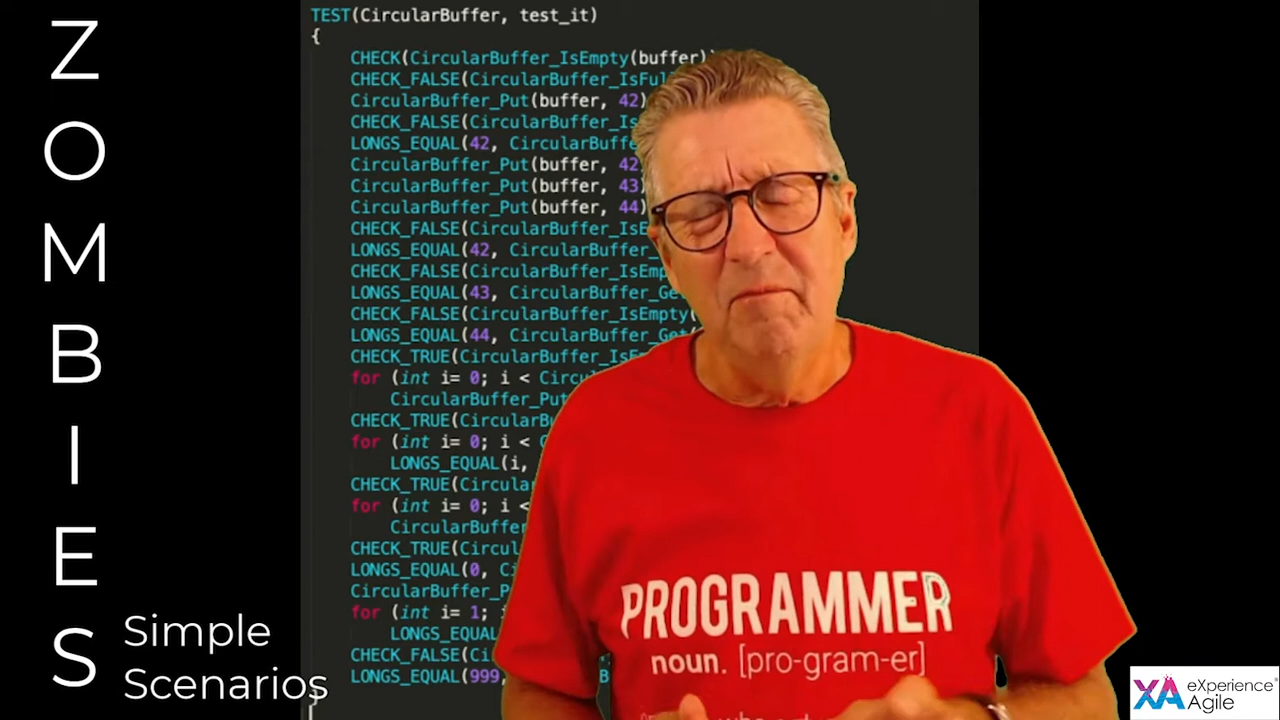 Z
O
M
B
I
E
S
Simple
Scenarios
TEST(CircularBuffer, test_it)
{
CHECK(CircularBuffer_IsEmpty(buffer))
CHECK_FALSE(CircularBuffer_IsFul
CircularBuffer_Put(buffer, 42)
CHECK_FALSE(CircularBuffer_Is
LONGS_EQUAL(42, CircularBuffe
CircularBuffer_Put(buffer, 42
CircularBuffer_Put(buffer, 43)
CircularBuffer_Put(buffer, 44)
CHECK_FALSE(CircularBuffer_IsE
LONGS_EQUAL(42, CircularBuffer_
CHECK_FALSE(CircularBuffer_IsEmp
LONGS_EQUAL(43, CircularBuffer_Ge
CHECK_FALSE(CircularBuffer_IsEmpty(
LONGS_EQUAL(44, CircularBuffer_Get(
CHECK_TRUE(CircularBuffer_IsE
for (int i= 0; i < Circu
CircularBuffer_Put
CHECK_TRUE(CircularB
for (int i= 0; i < C
LONGS_EQUAL(i,
CHECK_TRUE(Circular
for (int i= 0; i <
CircularBuffer
CHECK_TRUE(Circul
LONGS_EQUAL(0, Ci
CircularBuffer_P
for (int i= 1; i
LONGS_EQUAL
CHECK_FALSE(Ci
LONGS_EQUAL(999,
B
}
PROGRAMMER
noun. [pro-gram-er]
XA eXperience®
Agile